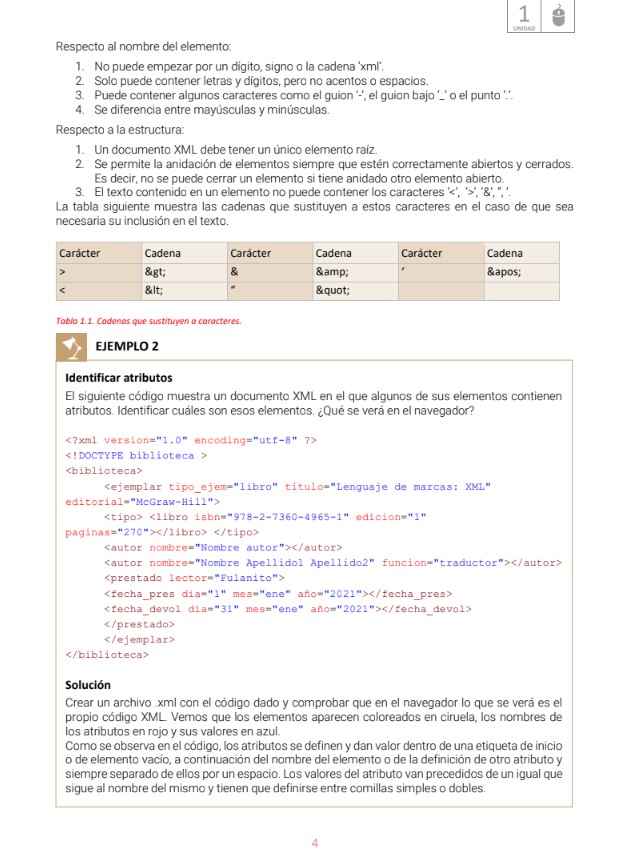 1
UNIDAD
Respecto al nombre del elemento:
1. No puede empezar por un dígito, signo o la cadena ‘xml’.
2. Solo puede contener letras y dígitos, pero no acentos o espacios.
3. Puede contener algunos caracteres como el guion ‘-’, el guion bajo ‘_’ o el punto ‘.’.
4. Se diferencia entre mayúsculas y minúsculas.
Respecto a la estructura:
1. Un documento XML debe tener un único elemento raíz.
2. Se permite la anidación de elementos siempre que estén correctamente abiertos y cerrados.
Es decir, no se puede cerrar un elemento si tiene anidado otro elemento abierto.
3. El texto contenido en un elemento no puede contener los caracteres ‘<’, ‘>’, ‘&’, “, ’.
La tabla siguiente muestra las cadenas que sustituyen a estos caracteres en el caso de que sea
necesaria su inclusión en el texto.
Carácter Cadena Carácter Cadena Carácter Cadena
> &gt; & &amp; ‘ &apos;
< &lt; “ &quot;
Tabla 1.1. Cadenas que sustituyen a caracteres.
EJEMPLO 2
Identificar atributos
El siguiente código muestra un documento XML en el que algunos de sus elementos contienen
atributos. Identificar cuáles son esos elementos. ¿Qué se verá en el navegador?
<?xml version="1.0" encoding="utf-8" ?>
<!DOCTYPE biblioteca >
<biblioteca>
<ejemplar tipo_ejem="libro" titulo="Lenguaje de marcas: XML"
editorial="McGraw-Hill">
<tipo> <libro isbn="978-2-7360-4965-1" edicion="1"
paginas="270"></libro> </tipo>
<autor nombre="Nombre autor"></autor>
<autor nombre="Nombre Apellido1 Apellido2" funcion="traductor"></autor>
<prestado lector="Fulanito">
<fecha_pres dia="1" mes="ene" año="2021"></fecha_pres>
<fecha_devol dia="31" mes="ene" año="2021"></fecha_devol>
</prestado>
</ejemplar>
</biblioteca>
Solución
Crear un archivo .xml con el código dado y comprobar que en el navegador lo que se verá es el
propio código XML. Vemos que los elementos aparecen coloreados en ciruela, los nombres de
los atributos en rojo y sus valores en azul.
Como se observa en el código, los atributos se definen y dan valor dentro de una etiqueta de inicio
o de elemento vacío, a continuación del nombre del elemento o de la definición de otro atributo y
siempre separado de ellos por un espacio. Los valores del atributo van precedidos de un igual que
sigue al nombre del mismo y tienen que definirse entre comillas simples o dobles.
4